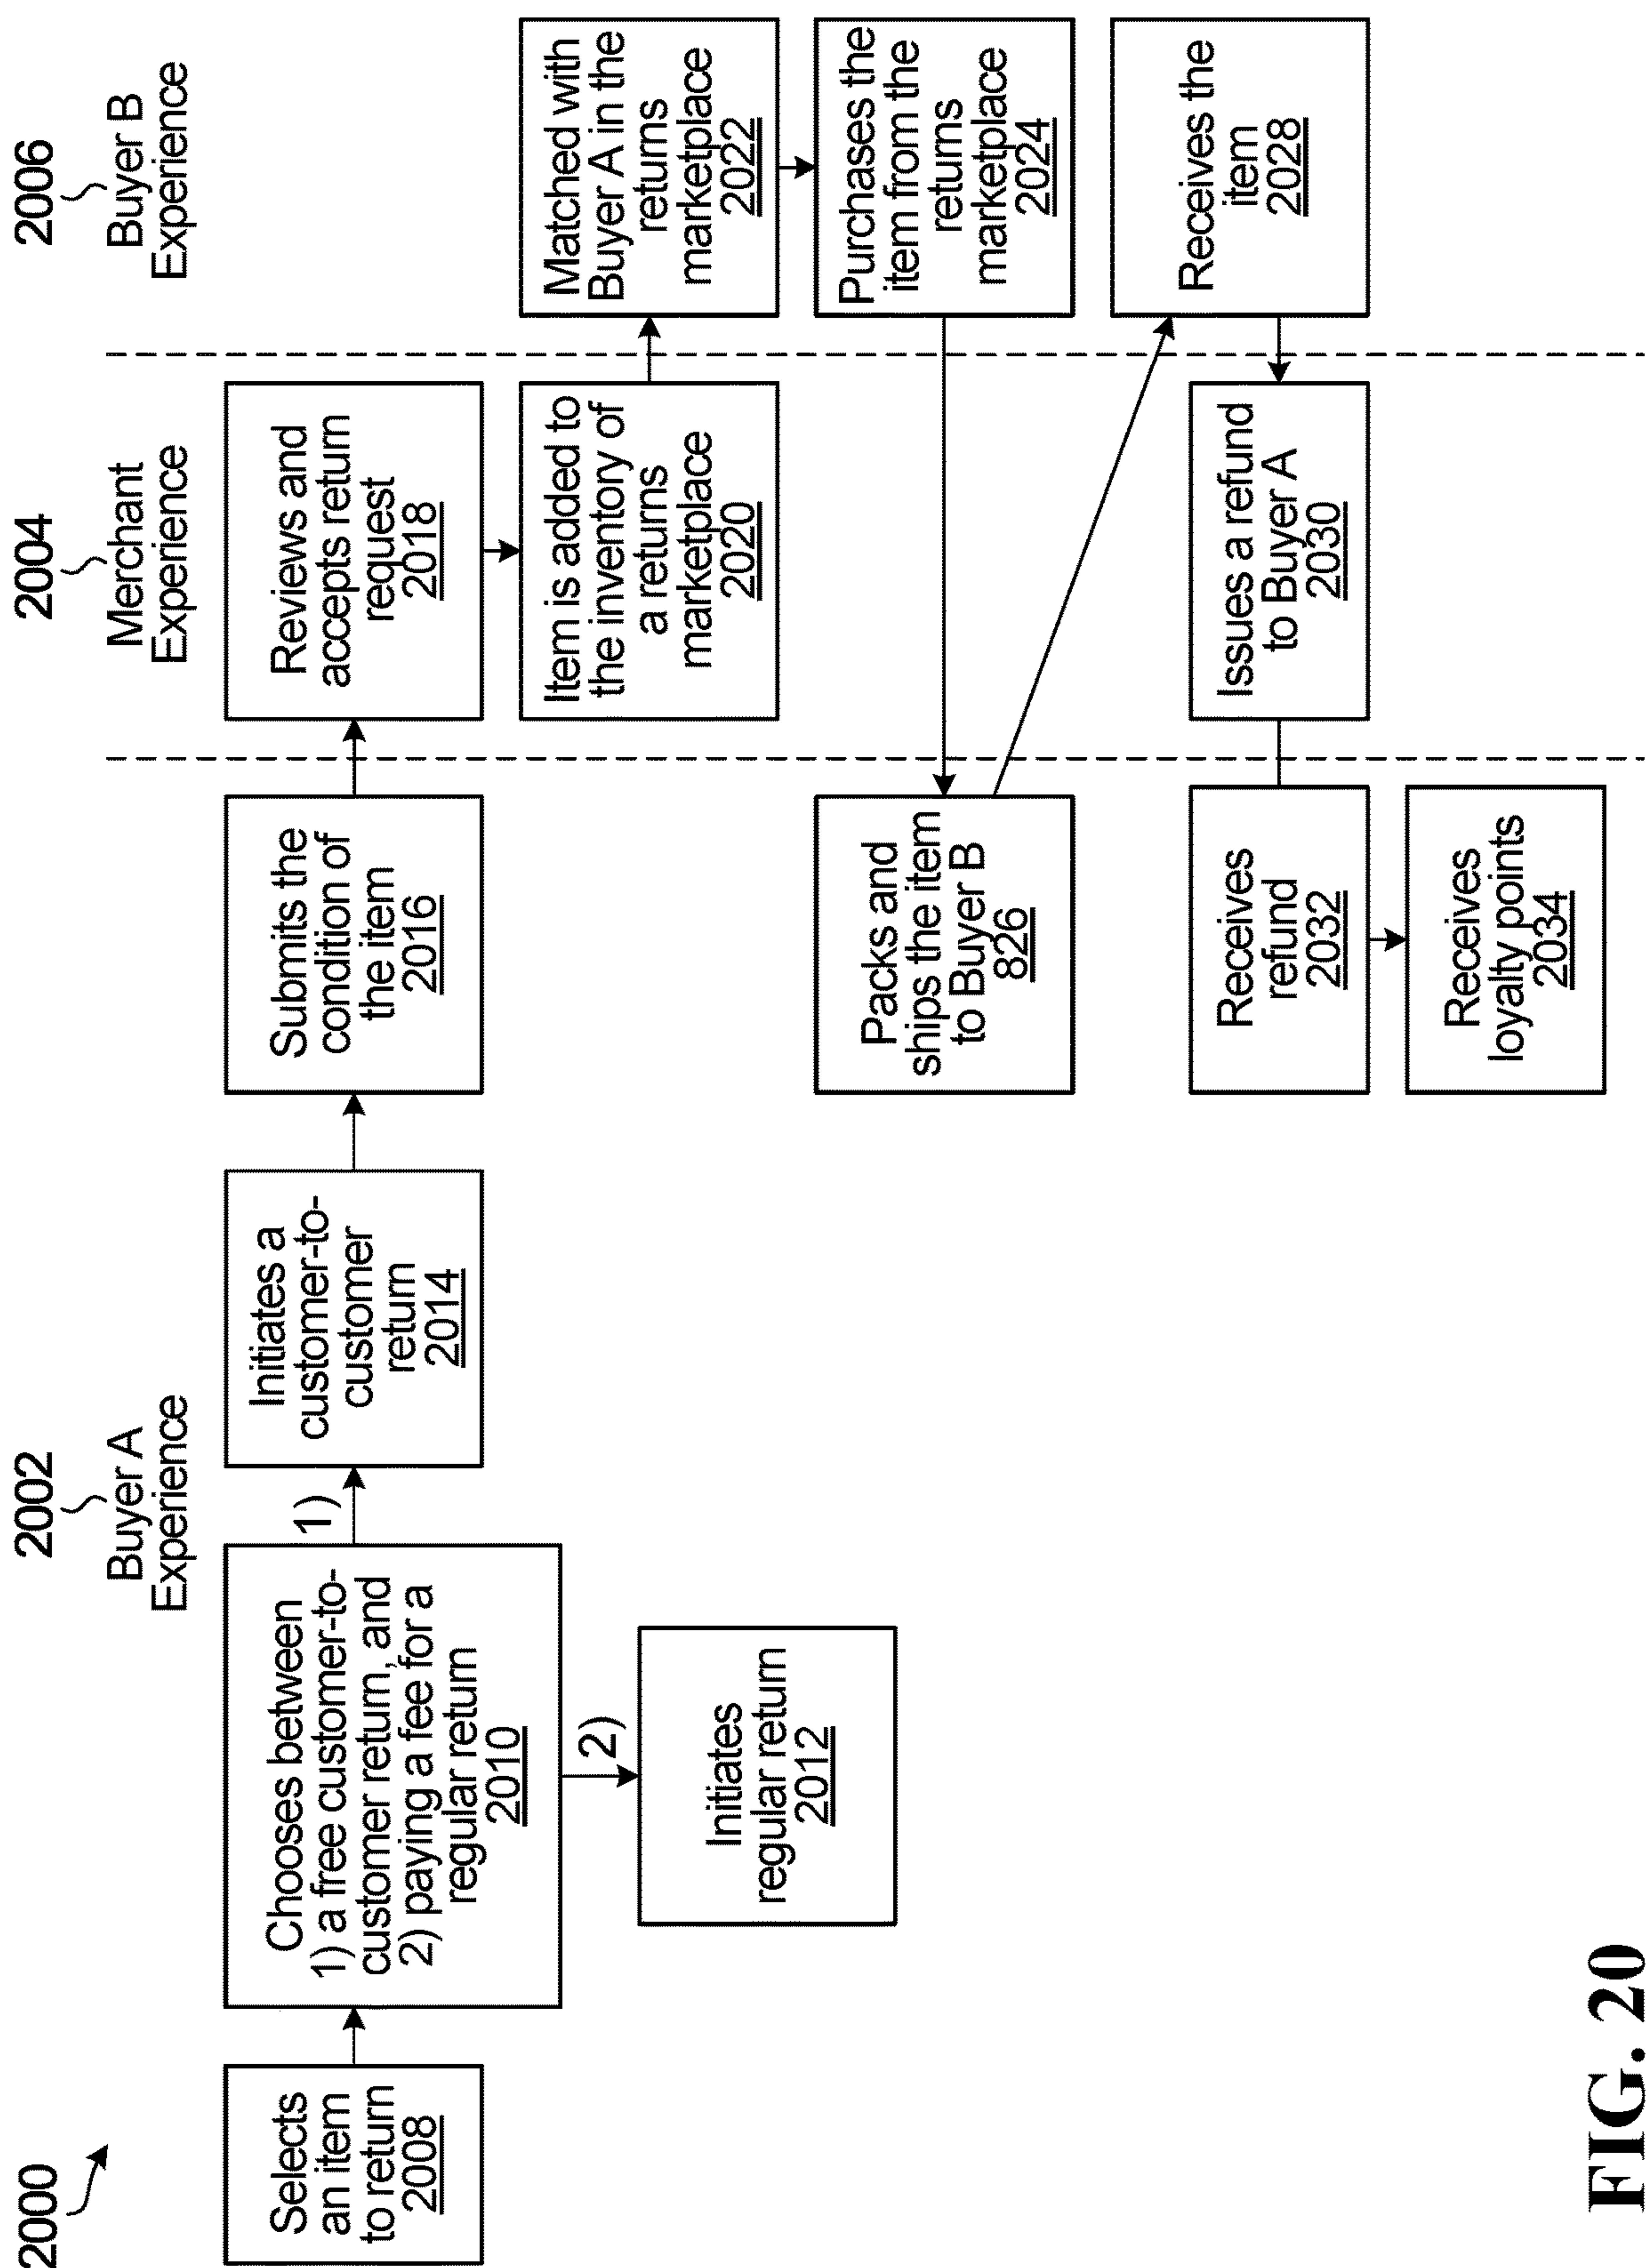 2000
2002
Buyer A
Experience
2004
Merchant
Experience
2006
Buyer B
Experience
Selects
an item
to return
2008
Chooses between
1) a free customer-to-
customer return, and
2) paying a fee for a
regular return
2010
1)
2)
Initiates
regular return
2012
Initiates a
customer-to-
customer
return
2014
Submits the
condition of
the item
2016
Reviews and
accepts return
request
2018
Item is added to
the inventory of
a returns
marketplace
2020
Matched with
Buyer A in the
returns
marketplace
2022
Purchases the
item from the
returns
marketplace
2024
Packs and
ships the item
to Buyer B
826
Receives the
item
2028
Issues a refund
to Buyer A
2030
Receives
refund
2032
Receives
loyalty points
2034
FIG. 20